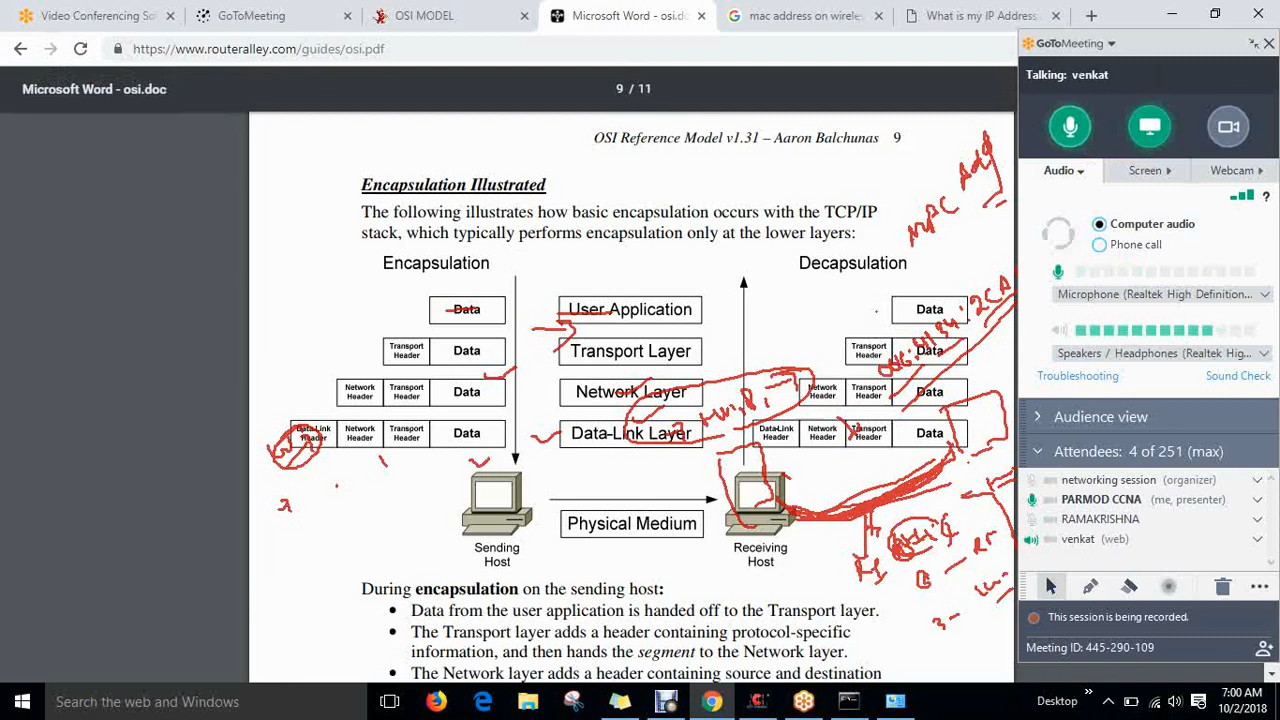 Video Conferencing So
GoToMeeting
OSI MODEL
Microsoft Word - osi.doc
mac address on wirele
What is my IP Address
https://www.routeralley.com/guides/osi.pdf
Microsoft Word - osi.doc
9 / 11
OSI Reference Model v1.31 – Aaron Balchunas 9
Encapsulation Illustrated
The following illustrates how basic encapsulation occurs with the TCP/IP
stack, which typically performs encapsulation only at the lower layers:
Encapsulation
Decapsulation
Data
User Application
Data
Transport Header
Data
Transport Layer
Transport Header
Data
Network Header
Transport Header
Data
Network Layer
Network Header
Transport Header
Data
Data-Link Header
Network Header
Transport Header
Data
Data-Link Layer
Data-Link Header
Network Header
Transport Header
Data
Physical Medium
Sending
Host
Receiving
Host
During encapsulation on the sending host:
• Data from the user application is handed off to the Transport layer.
• The Transport layer adds a header containing protocol-specific
information, and then hands the segment to the Network layer.
• The Network layer adds a header containing source and destination
GoToMeeting
Talking: venkat
Audio
Screen
Webcam
?
Computer audio
Phone call
Microphone (Realtek High Definition...
Speakers / Headphones (Realtek Hig...
Troubleshooting
Sound Check
Audience view
Attendees: 4 of 251 (max)
networking session (organizer)
PARMOD CCNA (me, presenter)
RAMAKRISHNA
venkat (web)
This session is being recorded.
Meeting ID: 445-290-109
Type here to search
Desktop
7:00 AM
10/2/2018